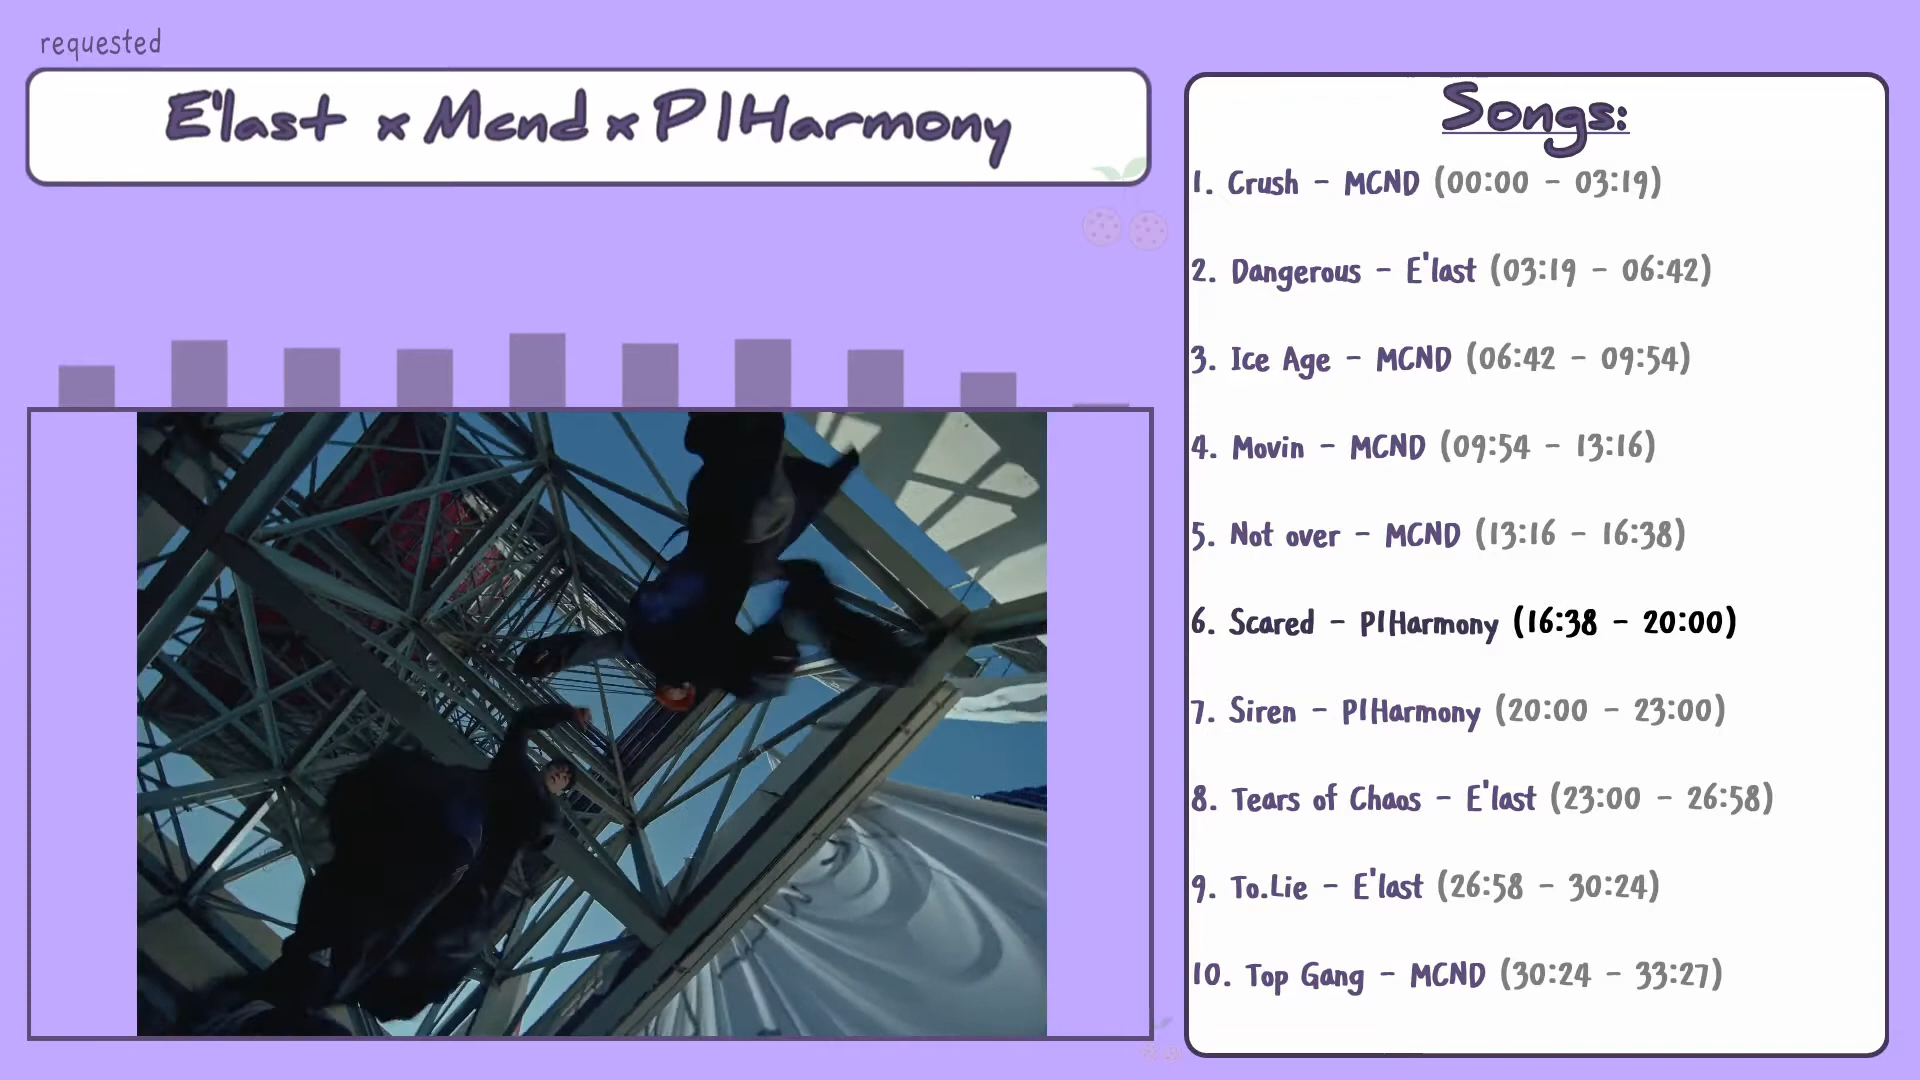 requested
E'last x Mcnd x P1Harmony
Songs:
1. Crush - MCND (00:00 - 03:19)
2. Dangerous - E'last (03:19 - 06:42)
3. Ice Age - MCND (06:42 - 09:54)
4. Movin - MCND (09:54 - 13:16)
5. Not over - MCND (13:16 - 16:38)
6. Scared - P1Harmony (16:38 - 20:00)
7. Siren - P1Harmony (20:00 - 23:00)
8. Tears of Chaos - E'last (23:00 - 26:58)
9. To.Lie - E'last (26:58 - 30:24)
10. Top Gang - MCND (30:24 - 33:27)